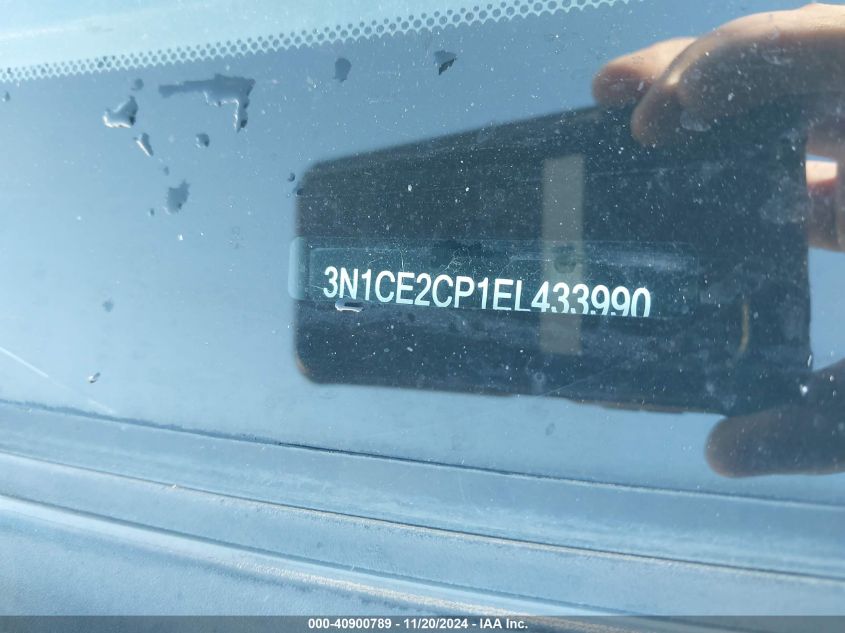 3N1CE2CP1EL433990
000-40900789 - 11/20/2024 - IAA Inc.